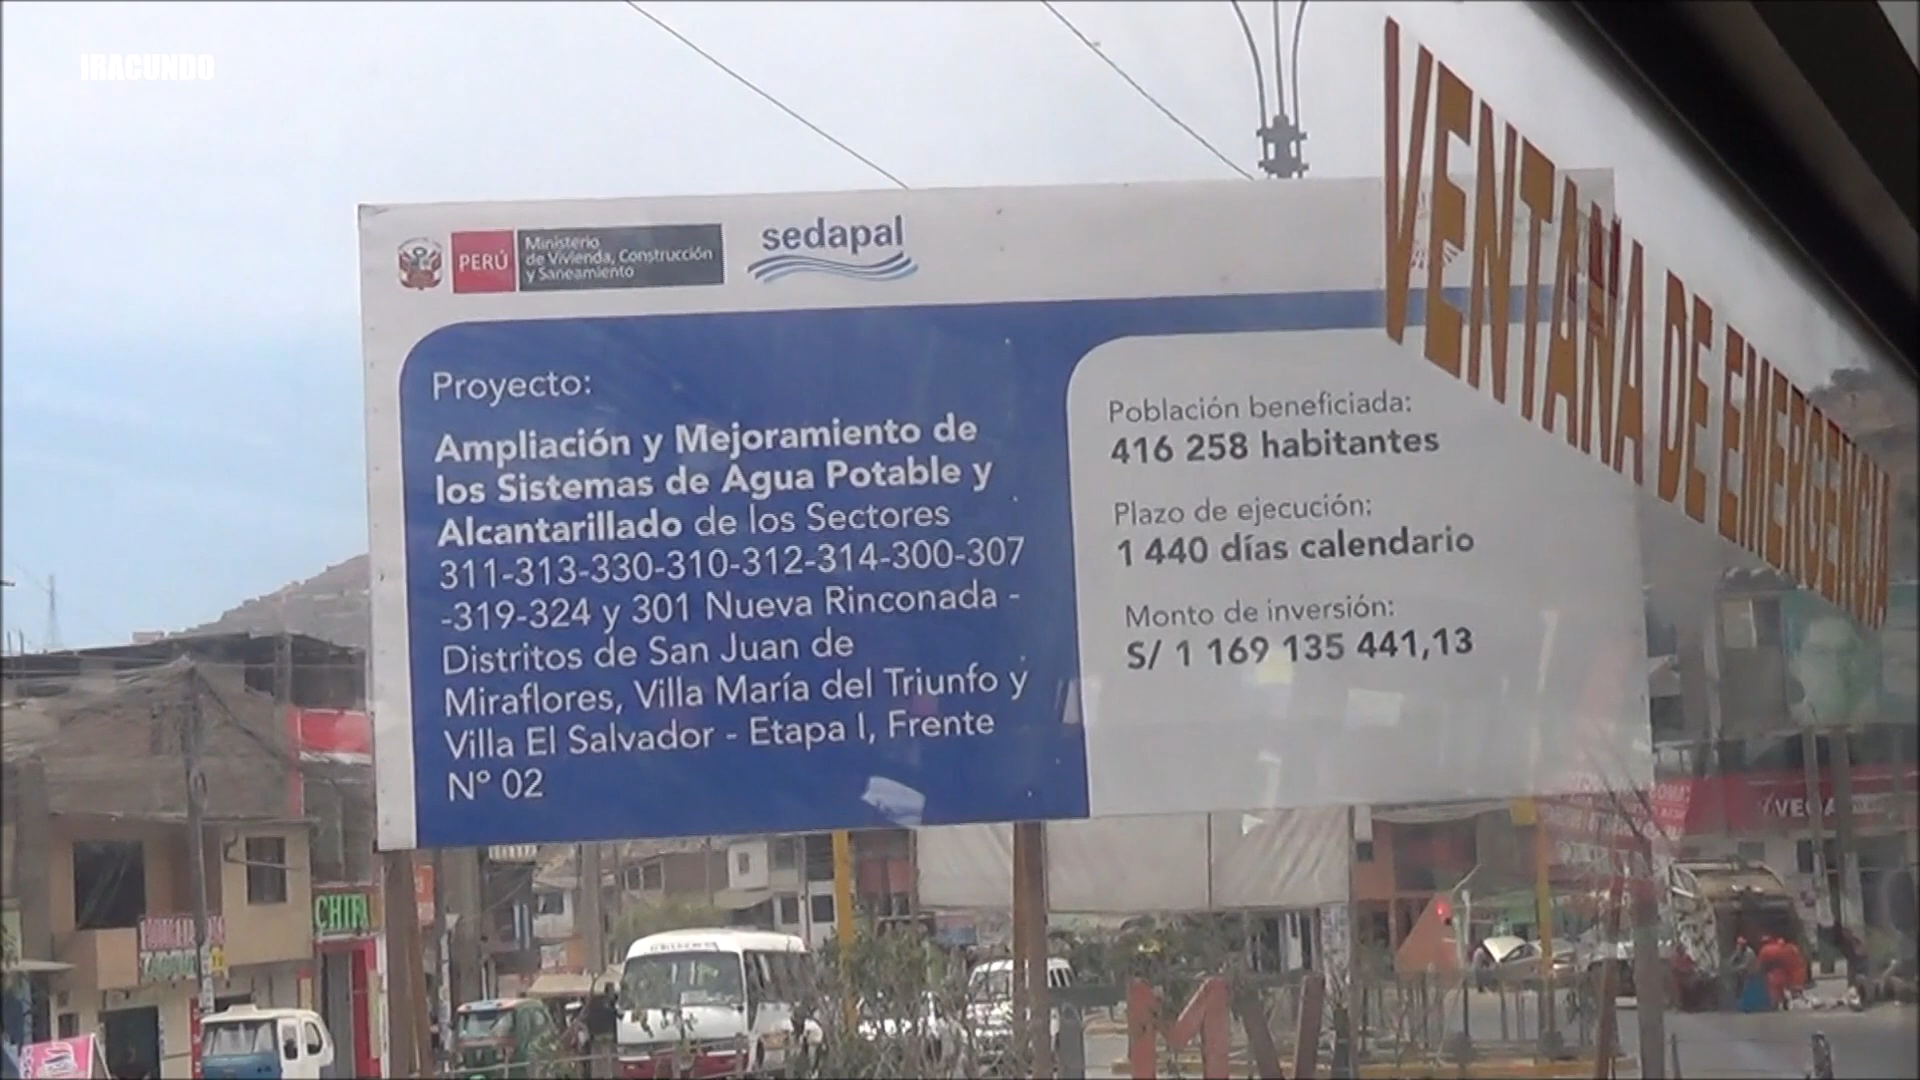 IRACUNDO
PERÚ
Ministerio
de Vivienda, Construcción
y Saneamiento
sedapal
Proyecto:
Ampliación y Mejoramiento de
los Sistemas de Agua Potable y
Alcantarillado de los Sectores
311-313-330-310-312-314-300-307
-319-324 y 301 Nueva Rinconada -
Distritos de San Juan de
Miraflores, Villa María del Triunfo y
Villa El Salvador - Etapa I, Frente
N° 02
Población beneficiada:
416 258 habitantes
Plazo de ejecución:
1 440 días calendario
Monto de inversión:
S/ 1 169 135 441,13
VENTANA DE EMERGENCIA
CHIFA